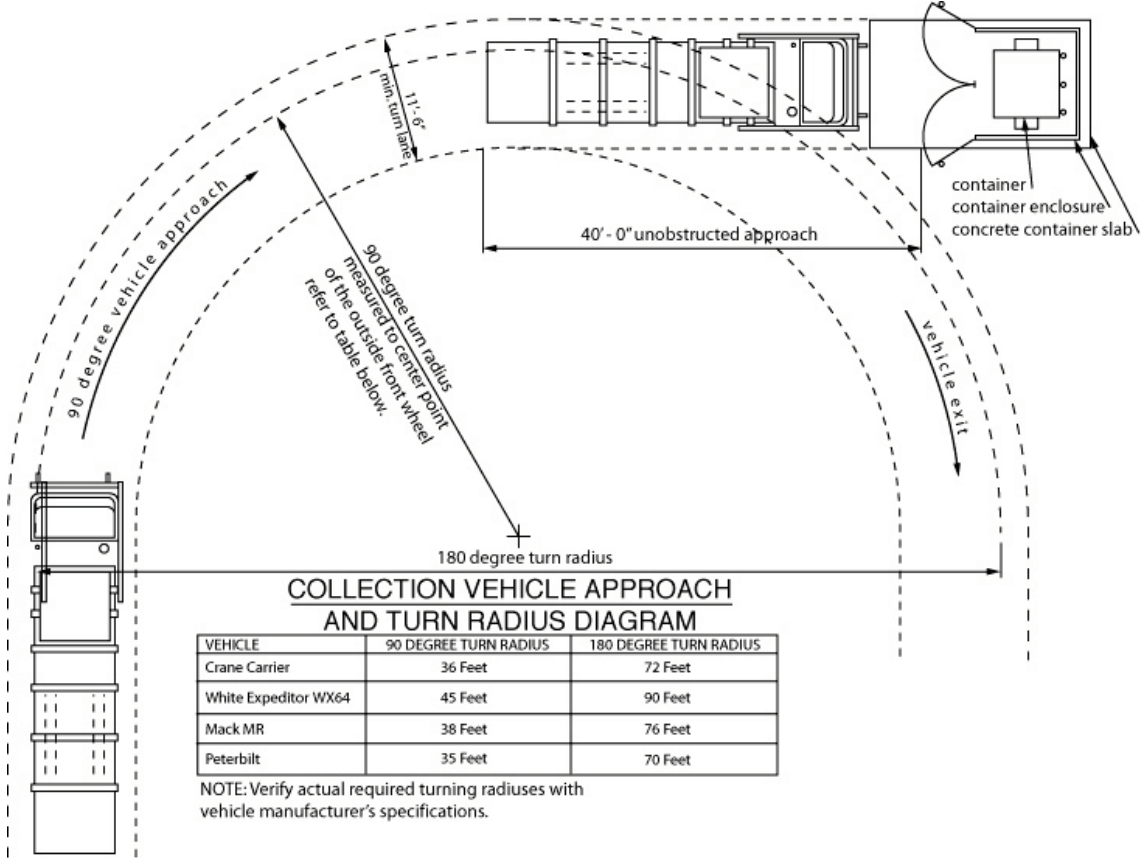 11'- 6"
min. turn lane
container
container enclosure
concrete container slab
40'- 0" unobstructed approach
90 degree vehicle approach
90 degree turn radius
measured to center point
of the outside front wheel
refer to table below.
vehicle exit
180 degree turn radius
COLLECTION VEHICLE APPROACH
AND TURN RADIUS DIAGRAM
VEHICLE 90 DEGREE TURN RADIUS 180 DEGREE TURN RADIUS
Crane Carrier 36 Feet 72 Feet
White Expeditor WX64 45 Feet 90 Feet
Mack MR 38 Feet 76 Feet
Peterbilt 35 Feet 70 Feet
NOTE: Verify actual required turning radiuses with
vehicle manufacturer's specifications.